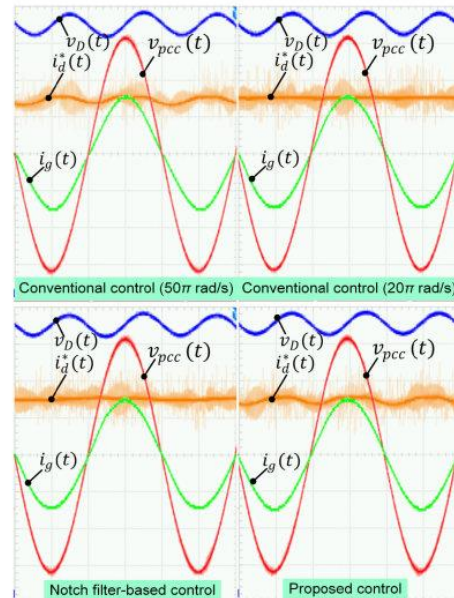 v_D(t)
i_d^*(t)
v_pcc(t)
i_g(t)
Conventional control (50π rad/s)
v_D(t)
i_d^*(t)
v_pcc(t)
i_g(t)
Conventional control (20π rad/s)
v_D(t)
i_d^*(t)
v_pcc(t)
i_g(t)
Notch filter-based control
v_D(t)
i_d^*(t)
v_pcc(t)
i_g(t)
Proposed control